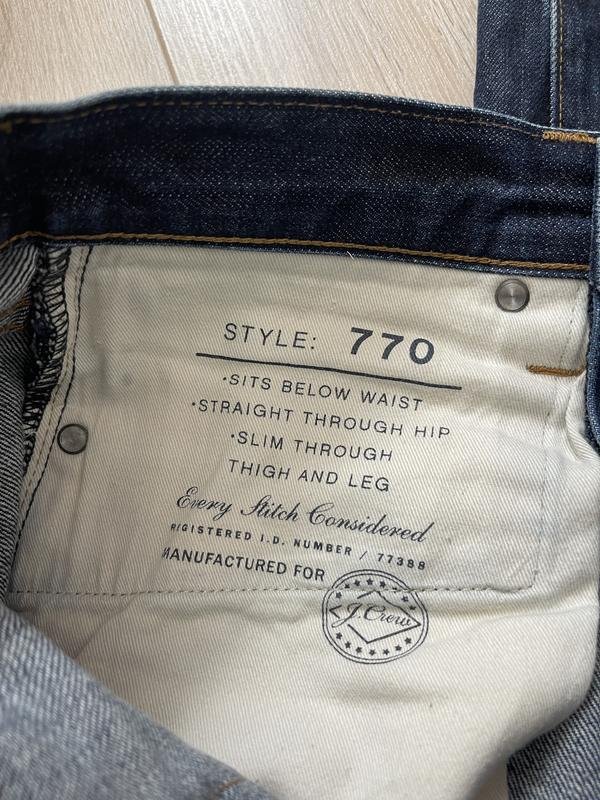 STYLE: 770
•SITS BELOW WAIST
•STRAIGHT THROUGH HIP
•SLIM THROUGH
THIGH AND LEG
Every Stitch Considered
REGISTERED I.D. NUMBER / 77388
MANUFACTURED FOR
J.Crew